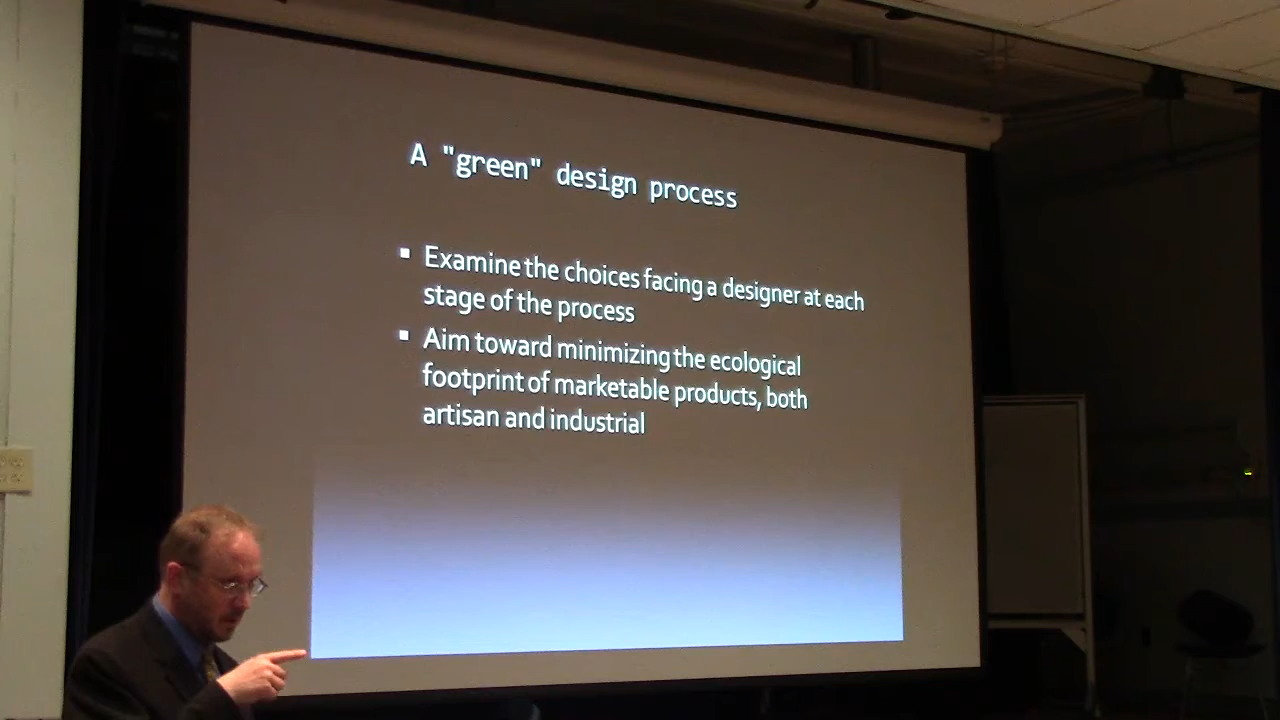 A "green" design process
▪ Examine the choices facing a designer at each
stage of the process
▪ Aim toward minimizing the ecological
footprint of marketable products, both
artisan and industrial